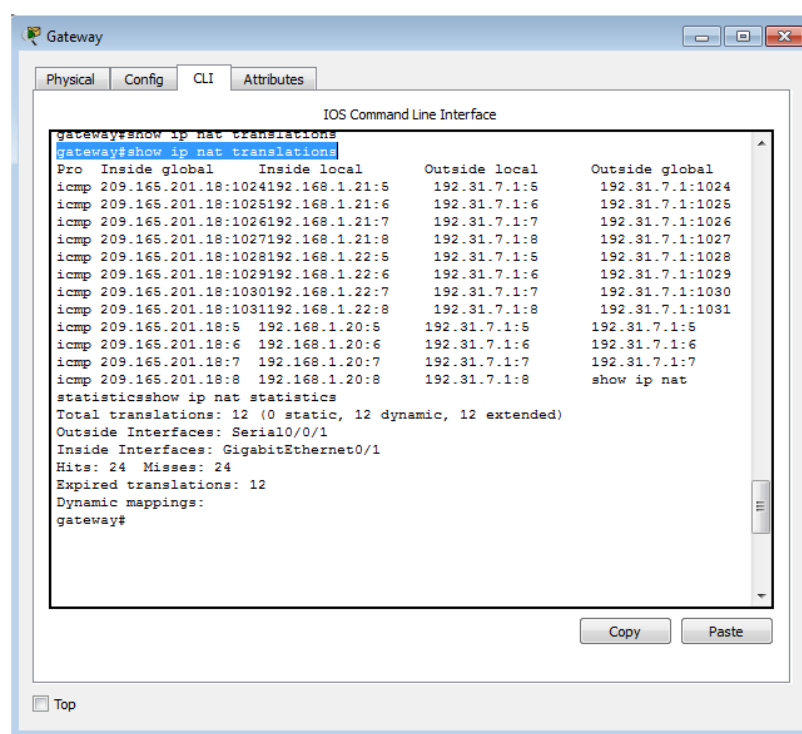 Gateway
Physical Config CLI Attributes
IOS Command Line Interface
gateway#show ip nat translations
gateway#show ip nat translations
Pro Inside global Inside local Outside local Outside global
icmp 209.165.201.18:1024192.168.1.21:5 192.31.7.1:5 192.31.7.1:1024
icmp 209.165.201.18:1025192.168.1.21:6 192.31.7.1:6 192.31.7.1:1025
icmp 209.165.201.18:1026192.168.1.21:7 192.31.7.1:7 192.31.7.1:1026
icmp 209.165.201.18:1027192.168.1.21:8 192.31.7.1:8 192.31.7.1:1027
icmp 209.165.201.18:1028192.168.1.22:5 192.31.7.1:5 192.31.7.1:1028
icmp 209.165.201.18:1029192.168.1.22:6 192.31.7.1:6 192.31.7.1:1029
icmp 209.165.201.18:1030192.168.1.22:7 192.31.7.1:7 192.31.7.1:1030
icmp 209.165.201.18:1031192.168.1.22:8 192.31.7.1:8 192.31.7.1:1031
icmp 209.165.201.18:5 192.168.1.20:5 192.31.7.1:5 192.31.7.1:5
icmp 209.165.201.18:6 192.168.1.20:6 192.31.7.1:6 192.31.7.1:6
icmp 209.165.201.18:7 192.168.1.20:7 192.31.7.1:7 192.31.7.1:7
icmp 209.165.201.18:8 192.168.1.20:8 192.31.7.1:8 show ip nat
statisticsshow ip nat statistics
Total translations: 12 (0 static, 12 dynamic, 12 extended)
Outside Interfaces: Serial0/0/1
Inside Interfaces: GigabitEthernet0/1
Hits: 24 Misses: 24
Expired translations: 12
Dynamic mappings:
gateway#
Copy Paste
Top